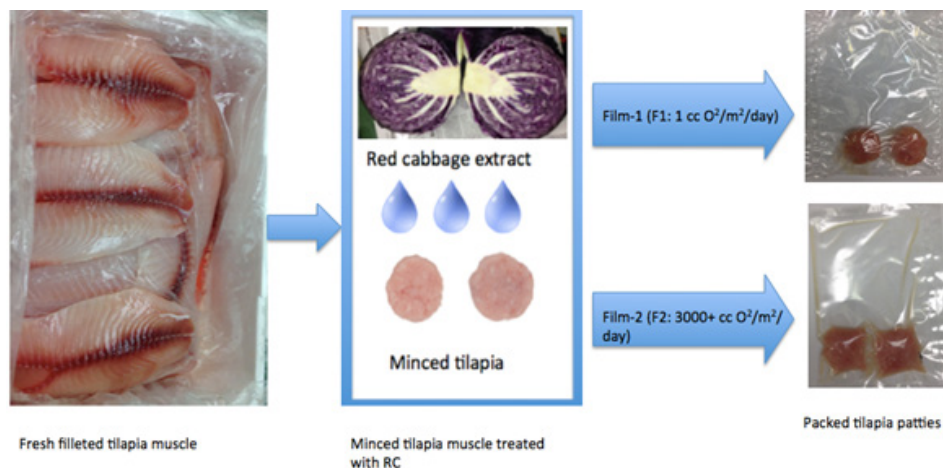 Red cabbage extract
Minced tilapia
Film-1 (F1: 1 cc O²/m²/day)
Film-2 (F2: 3000+ cc O²/m²/
day)
Fresh filleted tilapia muscle
Minced tilapia muscle treated
with RC
Packed tilapia patties